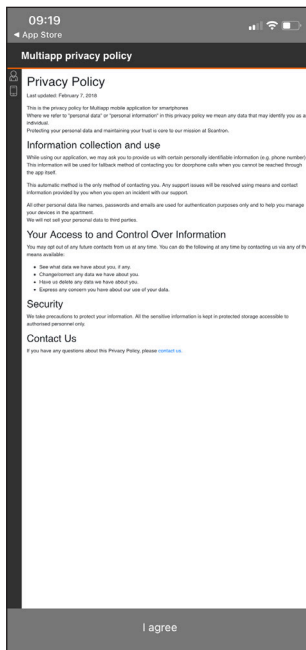 09:19
◀ App Store
Multiapp privacy policy
Privacy Policy
Last updated: February 7, 2018
This is the privacy policy for Multiapp mobile application for smartphones
Where we refer to "personal data" or "personal information" in this privacy policy we mean any data that may identify you as an
individual.
Protecting your personal data and maintaining your trust is core to our mission at Scantron.
Information collection and use
While using our application, we may ask you to provide us with certain personally identifiable information (e.g. phone number)
This information will be used for fallback method of contacting you for doorphone calls when you cannot be reached through
the app itself.
This automatic method is the only method of contacting you. Any support issues will be resolved using means and contact
information provided by you when you open an incident with our support.
All other personal data like names, passwords and emails are used for authentication purposes only and to help you manage
your devices in the apartment.
We will not sell your personal data to third parties.
Your Access to and Control Over Information
You may opt out of any future contacts from us at any time. You can do the following at any time by contacting us via any of the
means available:
• See what data we have about you, if any.
• Change/correct any data we have about you.
• Have us delete any data we have about you.
• Express any concern you have about our use of your data.
Security
We take precautions to protect your information. All the sensitive information is kept in protected storage accessible to
authorised personnel only.
Contact Us
If you have any questions about this Privacy Policy, please contact us.
I agree